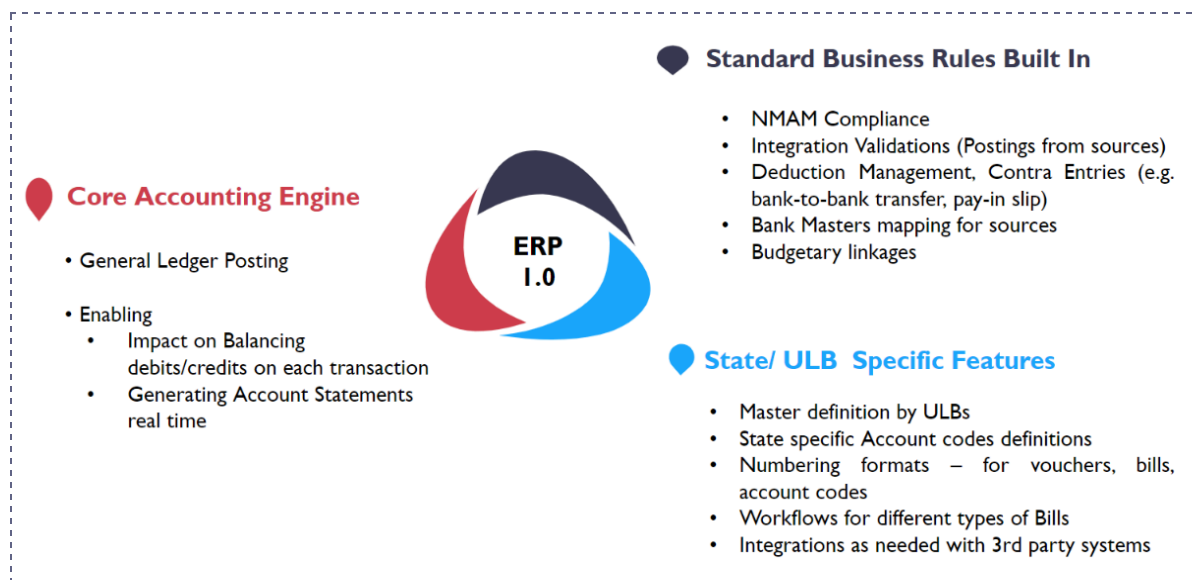 Core Accounting Engine
• General Ledger Posting
• Enabling
• Impact on Balancing
debits/credits on each transaction
• Generating Account Statements
real time
ERP
1.0
Standard Business Rules Built In
• NMAM Compliance
• Integration Validations (Postings from sources)
• Deduction Management, Contra Entries (e.g.
bank-to-bank transfer, pay-in slip)
• Bank Masters mapping for sources
• Budgetary linkages
State/ ULB Specific Features
• Master definition by ULBs
• State specific Account codes definitions
• Numbering formats – for vouchers, bills,
account codes
• Workflows for different types of Bills
• Integrations as needed with 3rd party systems